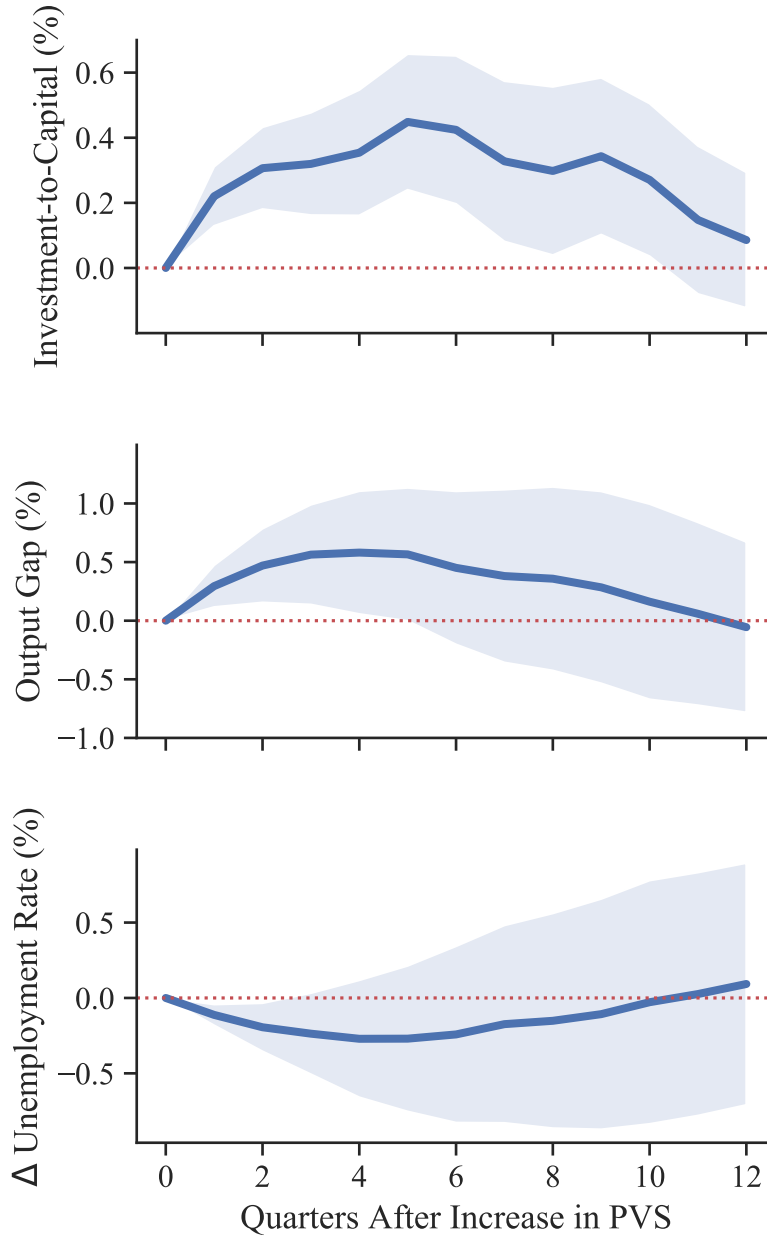 Investment-to-Capital (%)
0.6
0.4
0.2
0.0
Output Gap (%)
1.0
0.5
0.0
−0.5
−1.0
Δ Unemployment Rate (%)
0.5
0.0
−0.5
0 2 4 6 8 10 12
Quarters After Increase in PVS